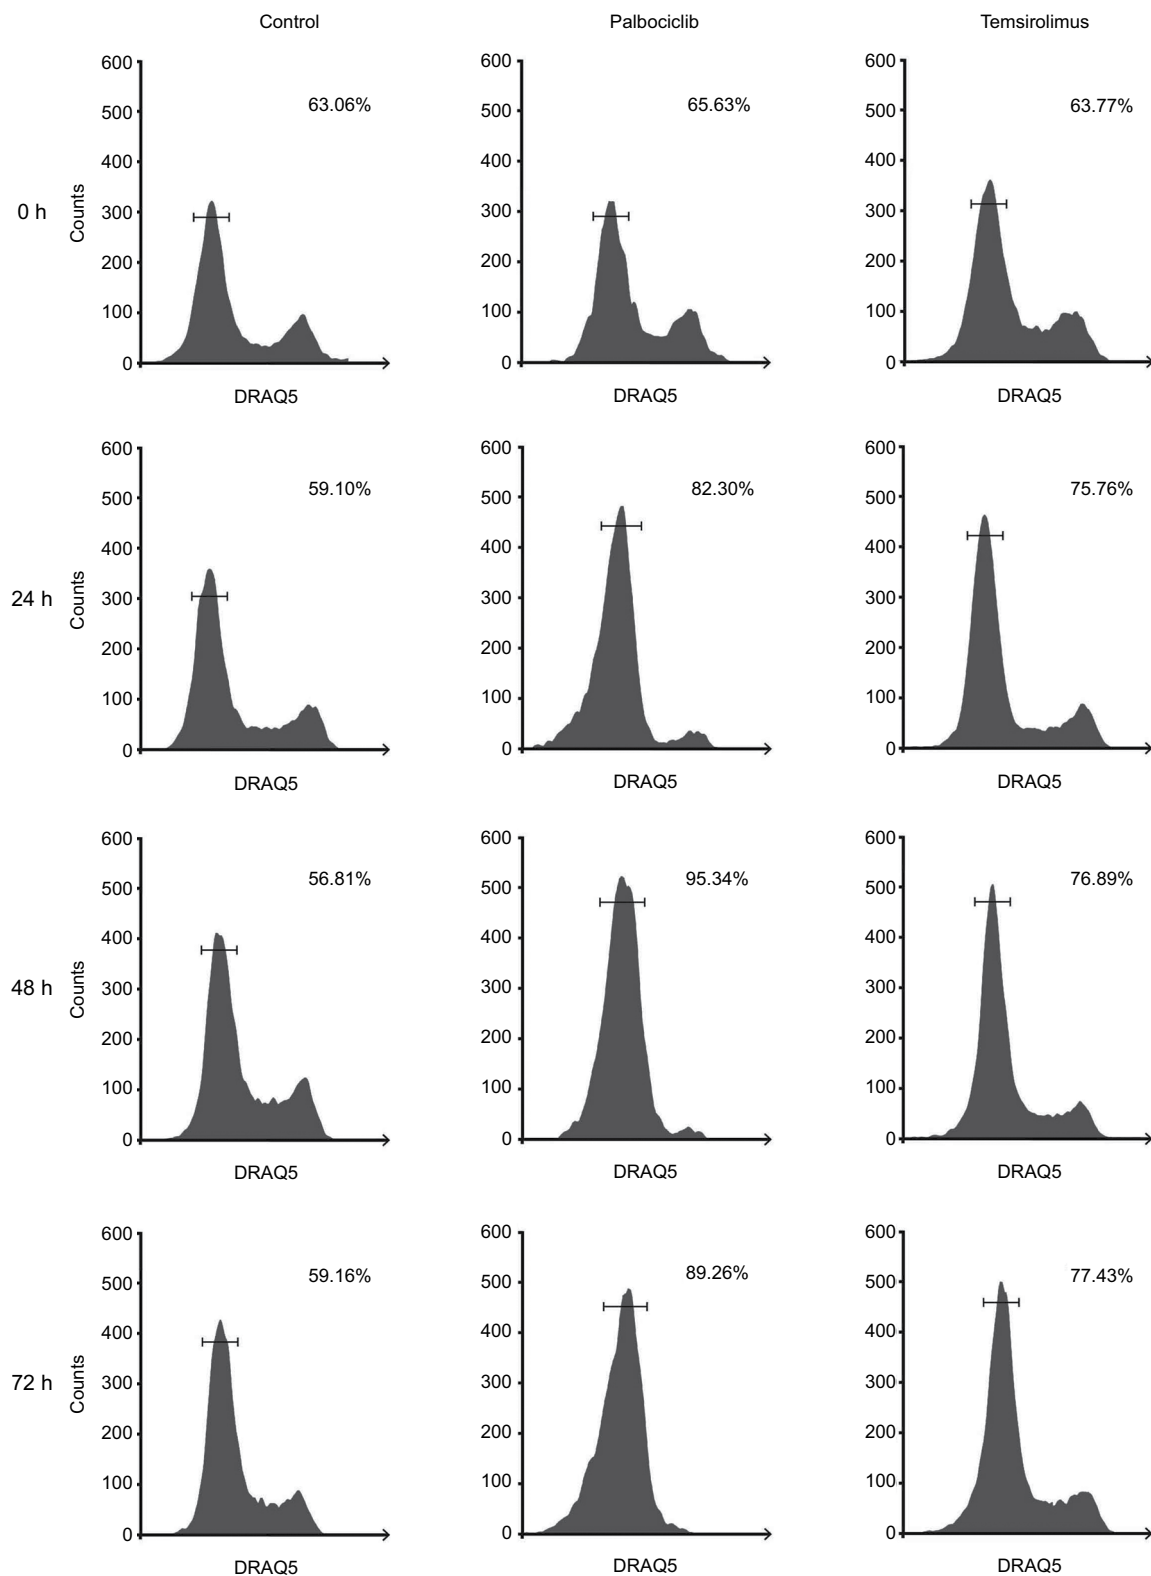 Control Palbociclib Temsirolimus
600 600 600
63.06% 65.63% 63.77%
500 500 500
400 400 400
0 h Counts 300 300 300
200 200 200
100 100 100
0 0 0
DRAQ5 DRAQ5 DRAQ5
600 600 600
59.10% 82.30% 75.76%
500 500 500
400 400 400
24 h Counts 300 300 300
200 200 200
100 100 100
0 0 0
DRAQ5 DRAQ5 DRAQ5
600 600 600
56.81% 95.34% 76.89%
500 500 500
400 400 400
48 h Counts 300 300 300
200 200 200
100 100 100
0 0 0
DRAQ5 DRAQ5 DRAQ5
600 600 600
59.16% 89.26% 77.43%
500 500 500
400 400 400
72 h Counts 300 300 300
200 200 200
100 100 100
0 0 0
DRAQ5 DRAQ5 DRAQ5